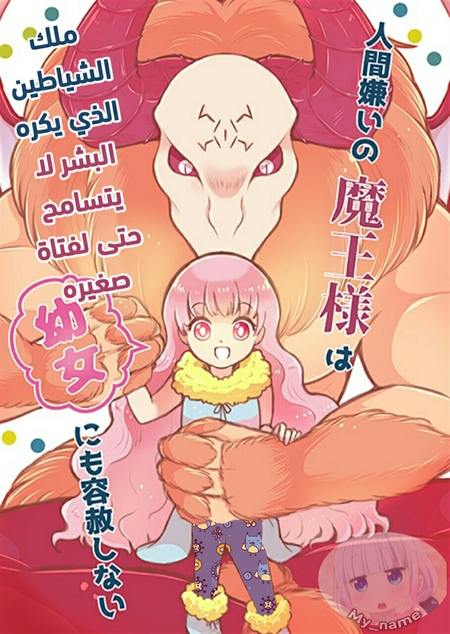 ملك
الشياطين
الذي يكره
البشر لا
يتسامح
حتى لفتاة
صغيره
人間嫌いの
魔王様は
幼女
にも容赦しない
My_name